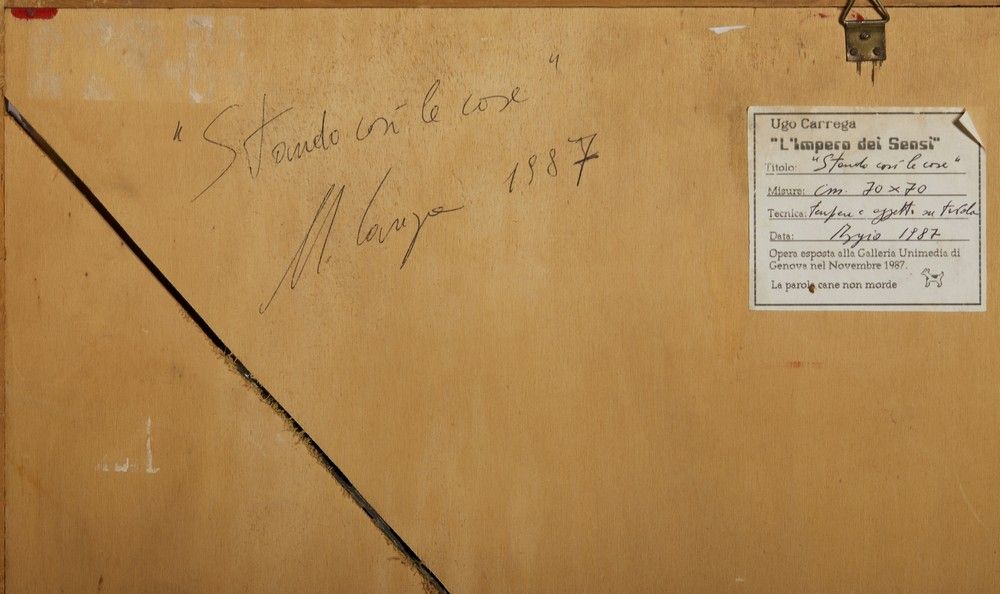 "Stando così le cose"
U. Carrega 1987
Ugo Carrega
"L'Impero dei Sensi"
Titolo: "Stando così le cose"
Misure: cm. 70 x 70
Tecnica: tempera e oggetti su tavola
Data: 1987
Opera esposta alla Galleria Unimedia di
Genova nel Novembre 1987.
La parola cane non morde